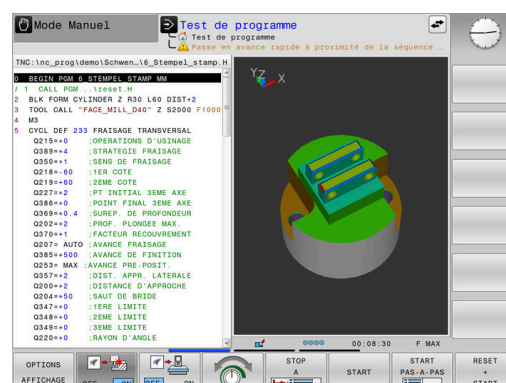 Mode Manuel
Test de programme
Test de programme
Passe en avance rapide à proximité de la séquence …
TNC:\nc_prog\demo\Schwen…\6_Stempel_stamp.H
0 BEGIN PGM 6_STEMPEL_STAMP MM
/ 1 CALL PGM ..\reset.H
2 BLK FORM CYLINDER Z R30 L60 DIST+2
3 TOOL CALL "FACE_MILL_D40" Z S2000 F1000
4 M3
5 CYCL DEF 233 FRAISAGE TRANSVERSAL
Q215=+0 ;OPERATIONS D'USINAGE
Q389=+4 ;STRATEGIE FRAISAGE
Q350=+1 ;SENS DE FRAISAGE
Q218=-60 ;1ER COTE
Q219=+60 ;2EME COTE
Q227=+2 ;PT INITIAL 3EME AXE
Q386=+0 ;POINT FINAL 3EME AXE
Q369=+0.4 ;SUREP. DE PROFONDEUR
Q202=+2 ;PROF. PLONGEE MAX.
Q370=+1 ;FACTEUR RECOUVREMENT
Q207= AUTO ;AVANCE FRAISAGE
Q385=+500 ;AVANCE DE FINITION
Q253= MAX ;AVANCE PRE-POSIT.
Q357=+2 ;DIST. APPR. LATERALE
Q200=+2 ;DISTANCE D'APPROCHE
Q204=+50 ;SAUT DE BRIDE
Q347=+0 ;1ERE LIMITE
Q348=+0 ;2EME LIMITE
Q349=+0 ;3EME LIMITE
Q220=+0 ;RAYON D'ANGLE
YZ X
00:08:30 F MAX
OPTIONS
AFFICHAGE
OFF ON
OFF ON
STOP
A
START
START
PAS-A-PAS
RESET
+
START